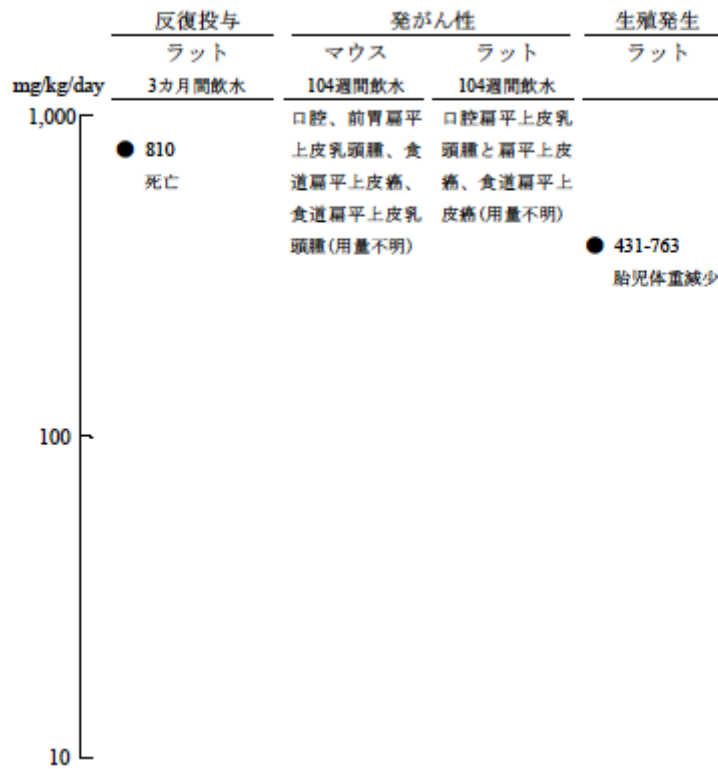 反復投与 発がん性 生殖発生
ラット マウス ラット ラット
mg/kg/day 3カ月間飲水 104週間飲水 104週間飲水
1,000
810
死亡
口腔、前胃扁平
上皮乳頭腫、食
道扁平上皮癌、
食道扁平上皮乳
頭腫(用量不明)
口腔扁平上皮乳
頭腫と扁平上皮
癌、食道扁平上
皮癌(用量不明)
431-763
胎児体重減少
100
10